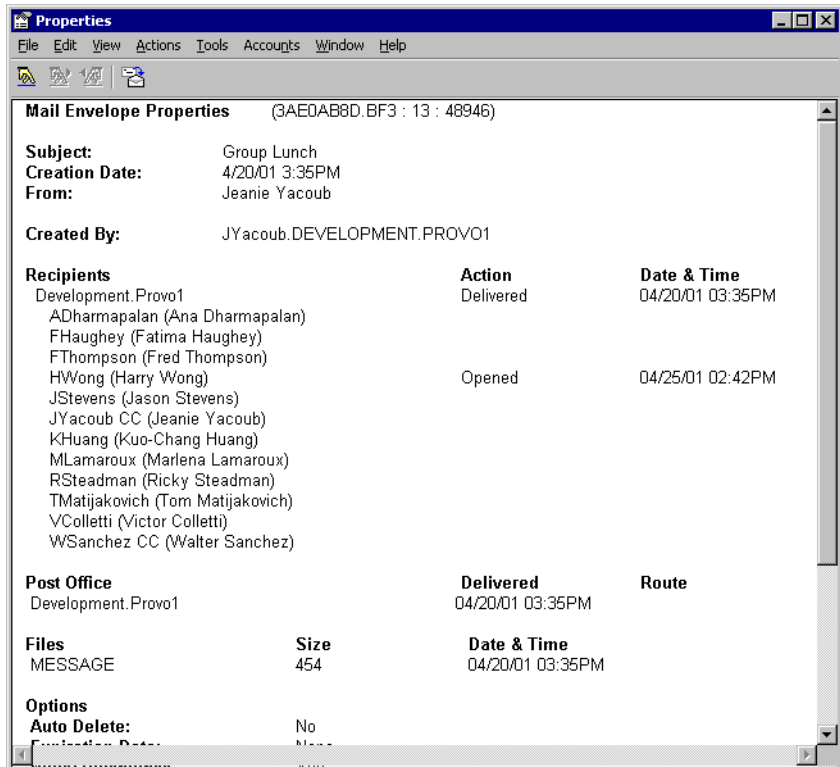 Properties
File Edit View Actions Tools Accounts Window Help
Mail Envelope Properties (3AE0AB8D.BF3 : 13 : 48946)
Subject: Group Lunch
Creation Date: 4/20/01 3:35PM
From: Jeanie Yacoub
Created By: JYacoub.DEVELOPMENT.PROVO1
Recipients Action Date & Time
Development.Provo1 Delivered 04/20/01 03:35PM
ADharmapalan (Ana Dharmapalan)
FHaughey (Fatima Haughey)
FThompson (Fred Thompson)
HWong (Harry Wong) Opened 04/25/01 02:42PM
JStevens (Jason Stevens)
JYacoub CC (Jeanie Yacoub)
KHuang (Kuo-Chang Huang)
MLamaroux (Marlena Lamaroux)
RSteadman (Ricky Steadman)
TMatijakovich (Tom Matijakovich)
VColletti (Victor Colletti)
WSanchez CC (Walter Sanchez)
Post Office Delivered Route
Development.Provo1 04/20/01 03:35PM
Files Size Date & Time
MESSAGE 454 04/20/01 03:35PM
Options
Auto Delete: No